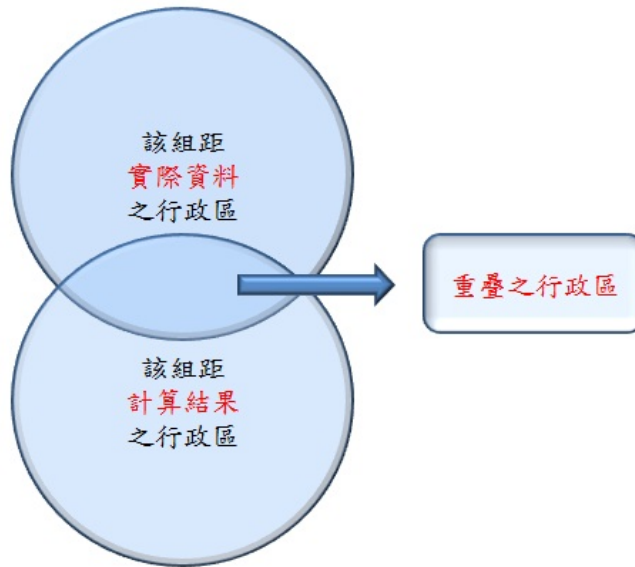 該組距
實際資料
之行政區
重疊之行政區
該組距
計算結果
之行政區